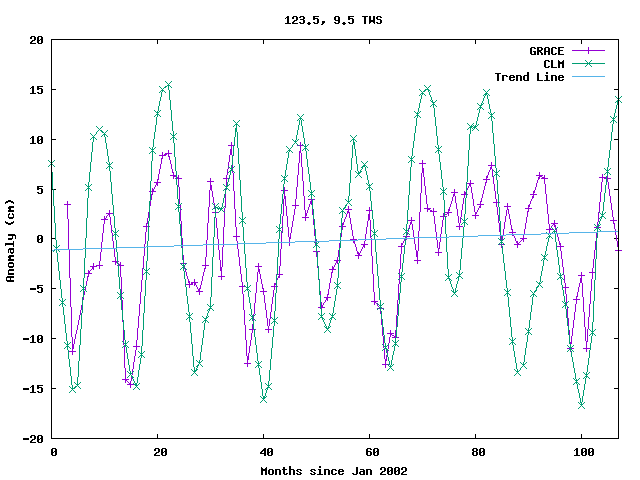 123.5, 9.5 TWS
GRACE
CLM
Trend Line
20
15
10
5
0
-5
-10
-15
-20
Anomaly (cm)
0 20 40 60 80 100
Months since Jan 2002